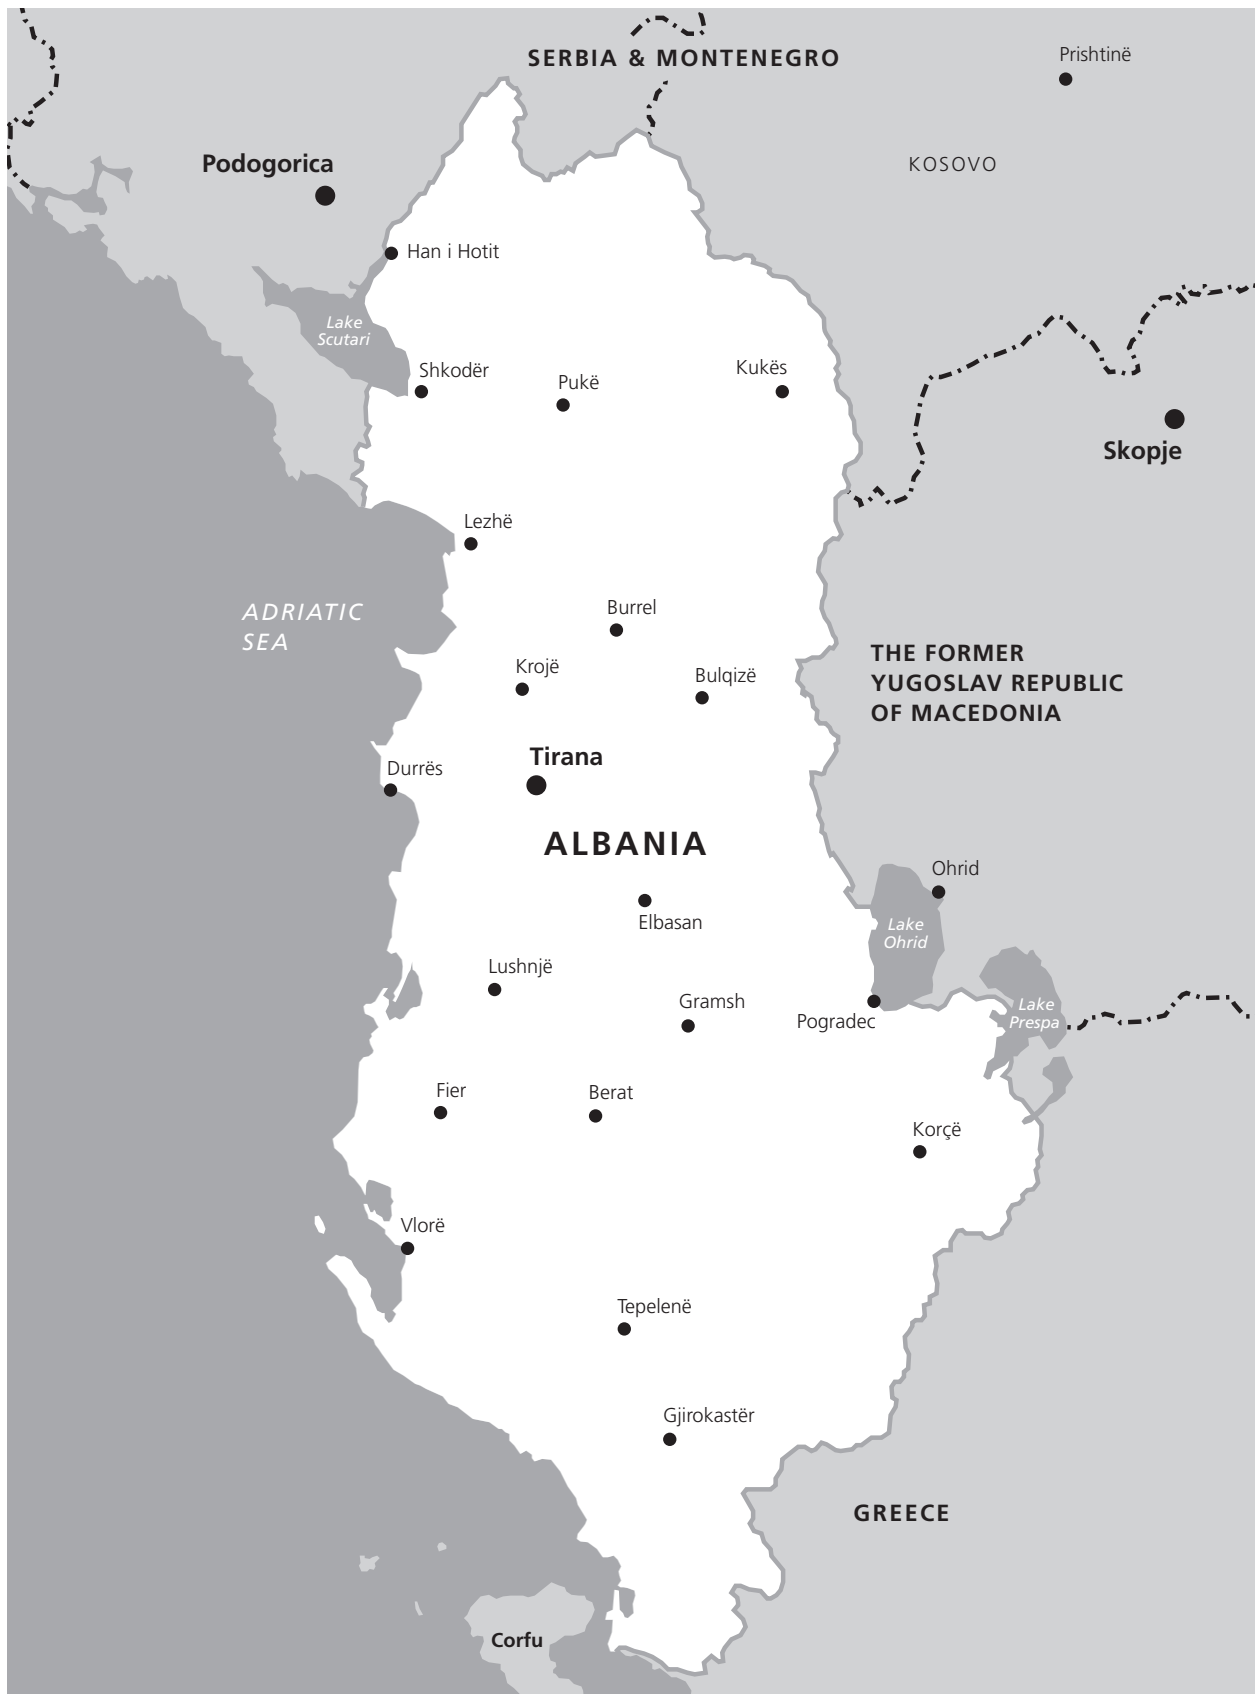 SERBIA & MONTENEGRO
Prishtinë
Podogorica
KOSOVO
Han i Hotit
Lake
Scutari
Shkodër
Pukë
Kukës
Skopje
Lezhë
ADRIATIC
SEA
Burrel
THE FORMER
YUGOSLAV REPUBLIC
OF MACEDONIA
Krojë
Bulqizë
Tirana
Durrës
ALBANIA
Ohrid
Elbasan
Lake
Ohrid
Lushnjë
Gramsh
Pogradec
Lake
Prespa
Fier
Berat
Korçë
Vlorë
Tepelenë
Gjirokastër
GREECE
Corfu